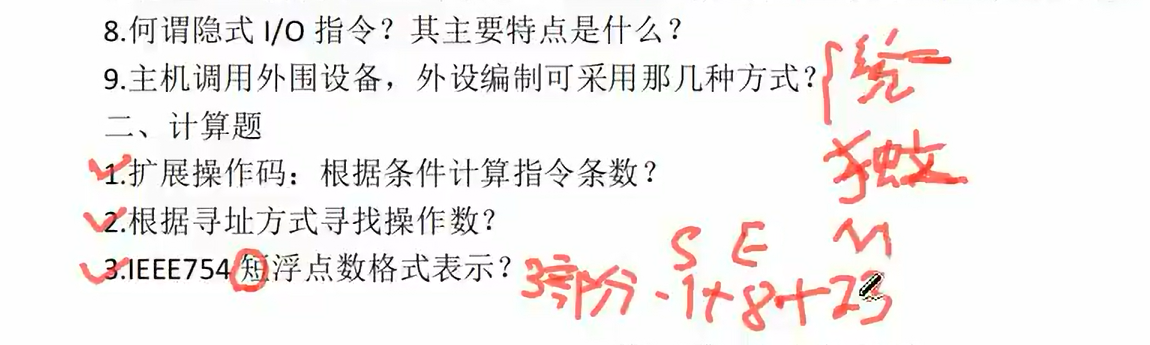 8.何谓隐式 I/O 指令？其主要特点是什么？
9.主机调用外围设备，外设编制可采用那几种方式？
统一
独立
二、计算题
1.扩展操作码：根据条件计算指令条数？
2.根据寻址方式寻找操作数？
S E M
3.IEEE754 短浮点数格式表示？
3部分 - 1+8+23